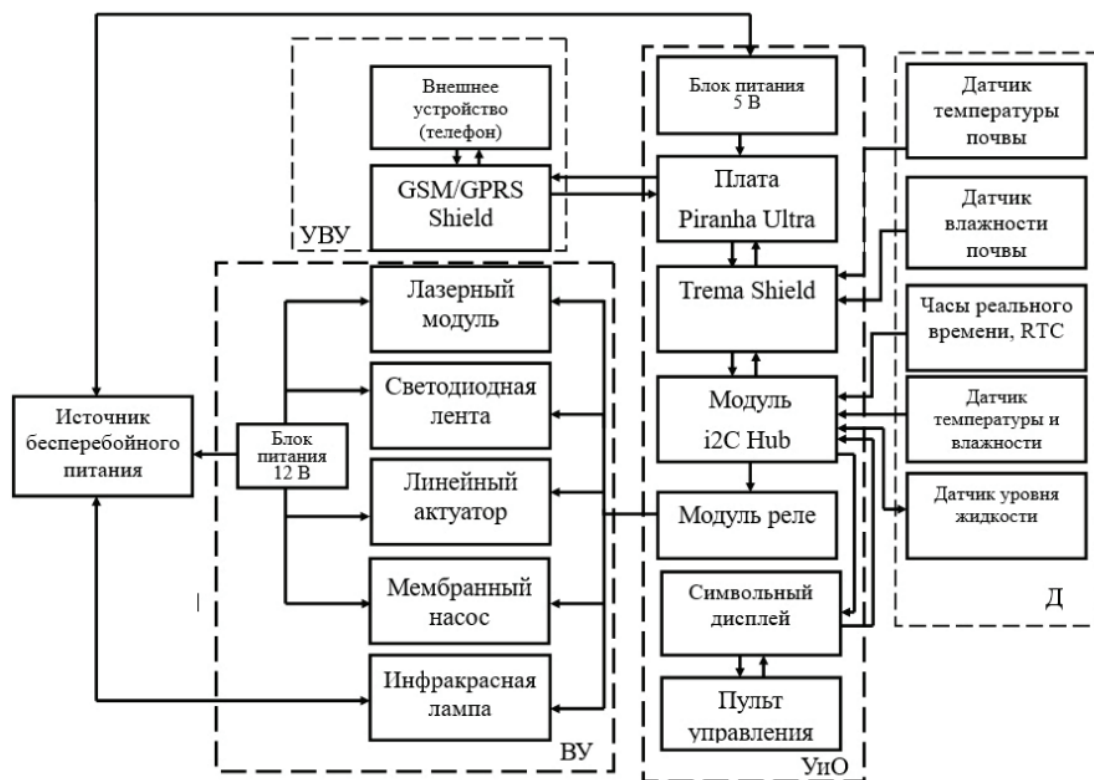 Внешнее
устройство
(телефон)
GSM/GPRS
Shield
УВУ
Блок питания
5 В
Плата
Piranha Ultra
Trema Shield
Модуль
i2C Hub
Модуль реле
Символьный
дисплей
Пульт
управления
УиО
Датчик
температуры
почвы
Датчик
влажности
почвы
Часы реального
времени, RTC
Датчик
температуры и
влажности
Датчик уровня
жидкости
Д
Лазерный
модуль
Светодиодная
лента
Линейный
актуатор
Мембранный
насос
Инфракрасная
лампа
ВУ
Источник
бесперебойного
питания
Блок
питания
12 В